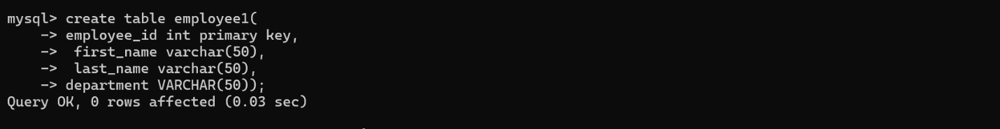 mysql> create table employee1(
    -> employee_id int primary key,
    ->  first_name varchar(50),
    ->  last_name varchar(50),
    -> department VARCHAR(50));
Query OK, 0 rows affected (0.03 sec)